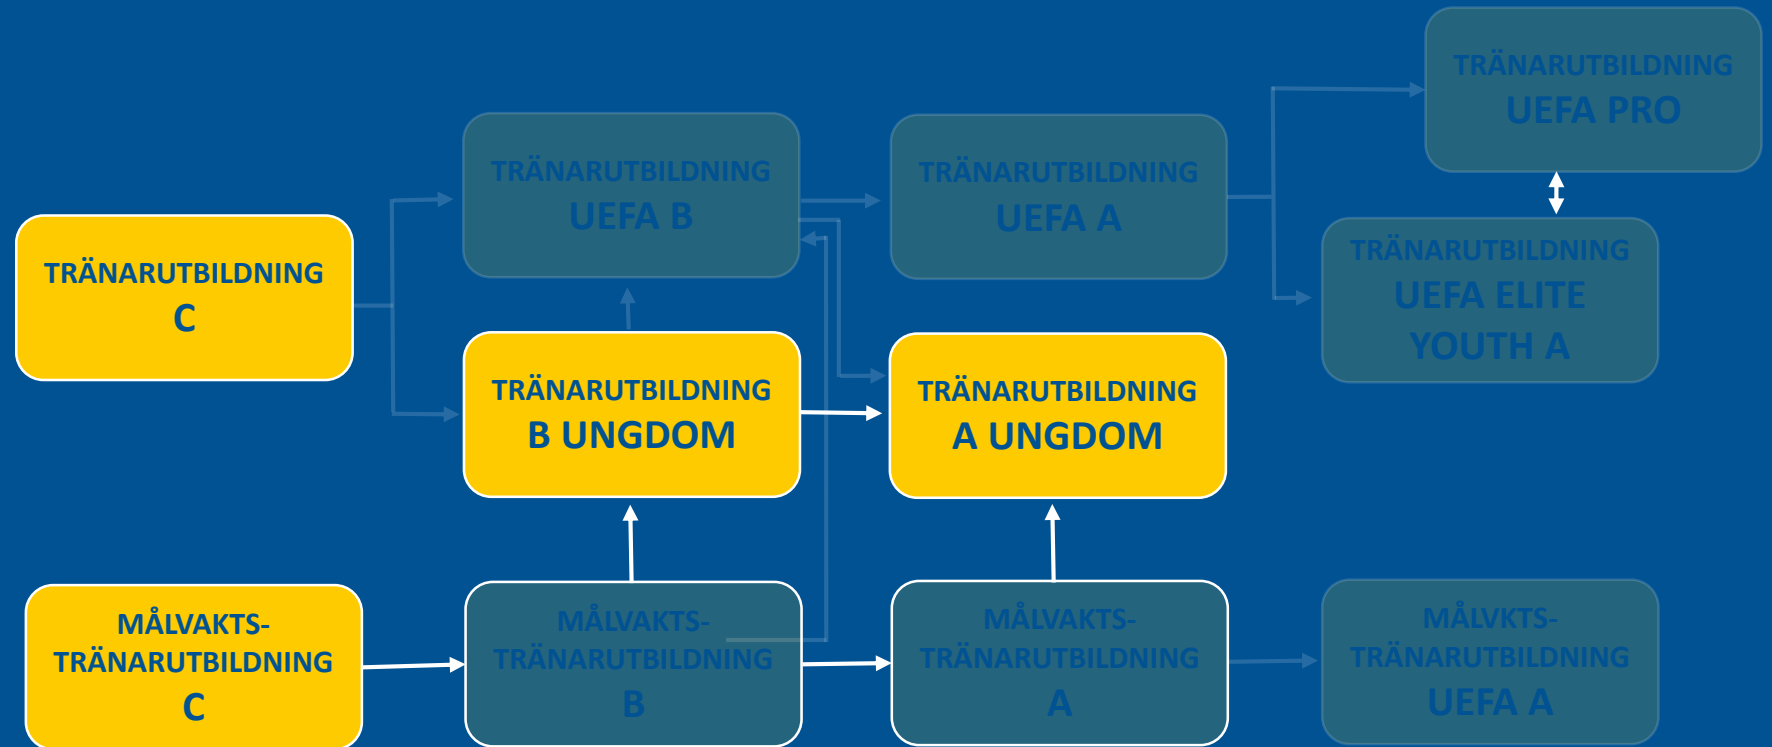 TRÄNARUTBILDNING
UEFA PRO
TRÄNARUTBILDNING
UEFA B
TRÄNARUTBILDNING
UEFA A
TRÄNARUTBILDNING
C
TRÄNARUTBILDNING
UEFA ELITE
YOUTH A
TRÄNARUTBILDNING
B UNGDOM
TRÄNARUTBILDNING
A UNGDOM
MÅLVAKTS-
TRÄNARUTBILDNING
C
MÅLVAKTS-
TRÄNARUTBILDNING
B
MÅLVAKTS-
TRÄNARUTBILDNING
A
MÅLVKTS-
TRÄNARUTBILDNING
UEFA A